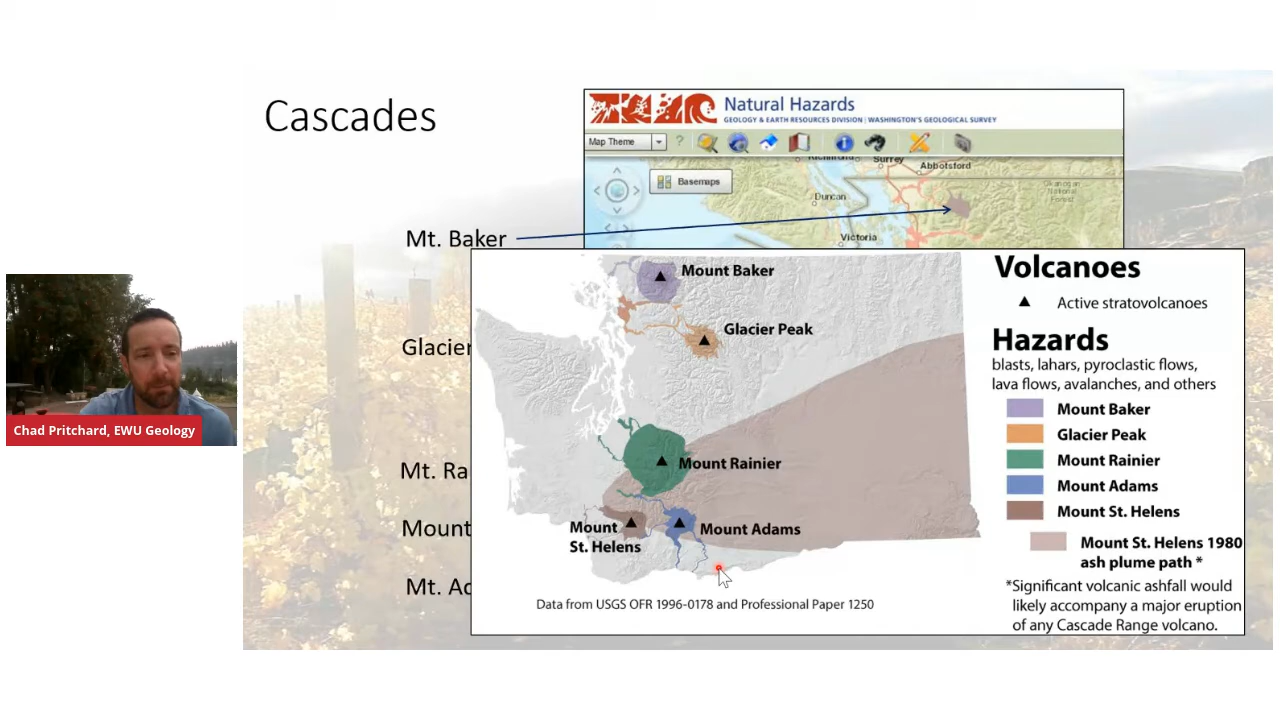 Cascades
Natural Hazards
GEOLOGY & EARTH RESOURCES DIVISION | WASHINGTON'S GEOLOGICAL SURVEY
Map Theme
?
Surrey
Abbotsford
Basemaps
Okanogan
National
Forest
Duncan
Victoria
Mt. Baker
Glacier
Mt. Ra
Mount
Mt. Ad
Mount Baker
Glacier Peak
Mount Rainier
Mount
St. Helens
Mount Adams
Data from USGS OFR 1996-0178 and Professional Paper 1250
Volcanoes
Active stratovolcanoes
Hazards
blasts, lahars, pyroclastic flows,
lava flows, avalanches, and others
Mount Baker
Glacier Peak
Mount Rainier
Mount Adams
Mount St. Helens
Mount St. Helens 1980
ash plume path *
*Significant volcanic ashfall would
likely accompany a major eruption
of any Cascade Range volcano.
Chad Pritchard, EWU Geology